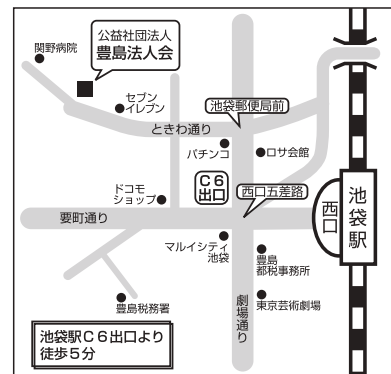 公益社団法人
豊島法人会
関野病院
セブン
イレブン
池袋郵便局前
ときわ通り
パチンコ
ロサ会館
C6
出口
ドコモ
ショップ
西口五差路
要町通り
西口
池袋駅
マルイシティ
池袋
豊島
都税事務所
劇場通り
東京芸術劇場
豊島税務署
池袋駅C6出口より
徒歩5分